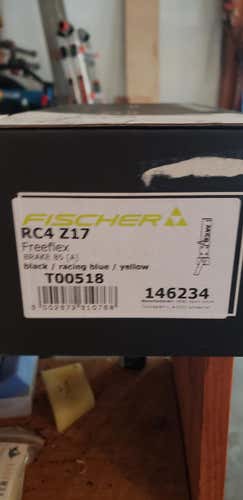 FISCHER
RC4 Z17
Freeflex
BRAKE 85 [A]
black / racing blue / yellow
T00518
146234